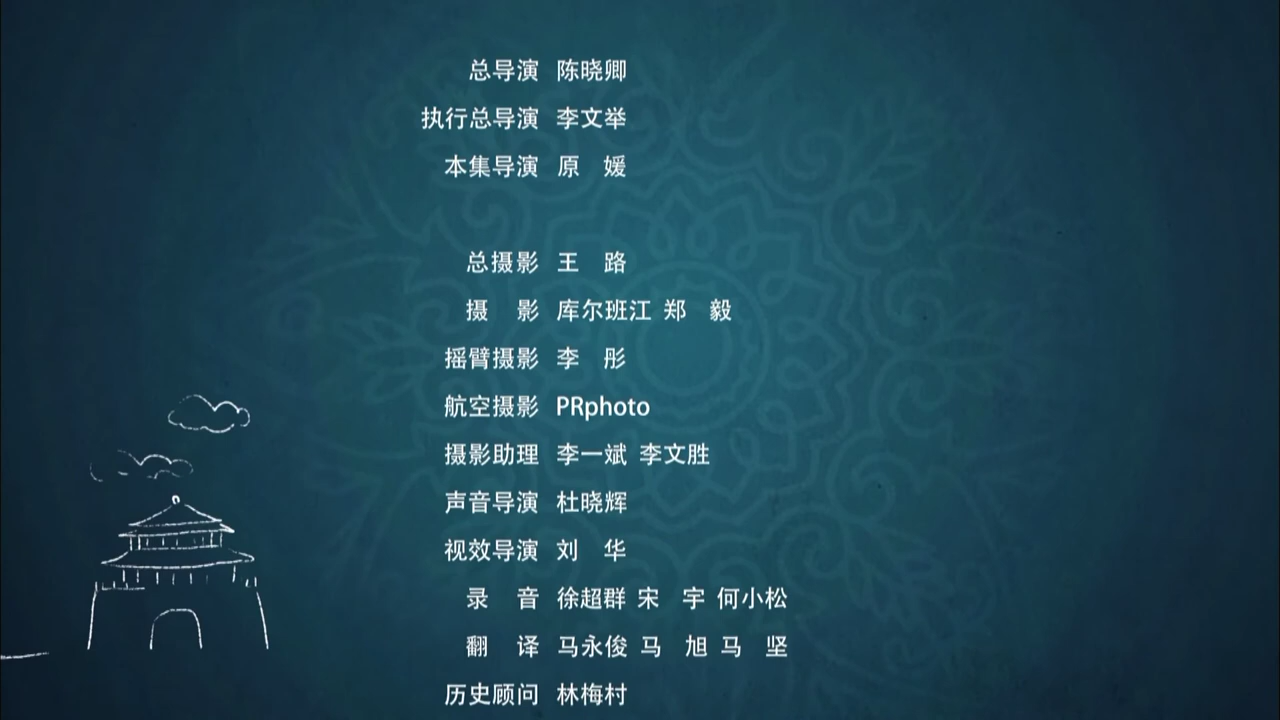 总导演 陈晓卿
执行总导演 李文举
本集导演 原 媛
总摄影 王 路
摄 影 库尔班江 郑 毅
摇臂摄影 李 彤
航空摄影 PRphoto
摄影助理 李一斌 李文胜
声音导演 杜晓辉
视效导演 刘 华
录 音 徐超群 宋 宇 何小松
翻 译 马永俊 马 旭 马 坚
历史顾问 林梅村